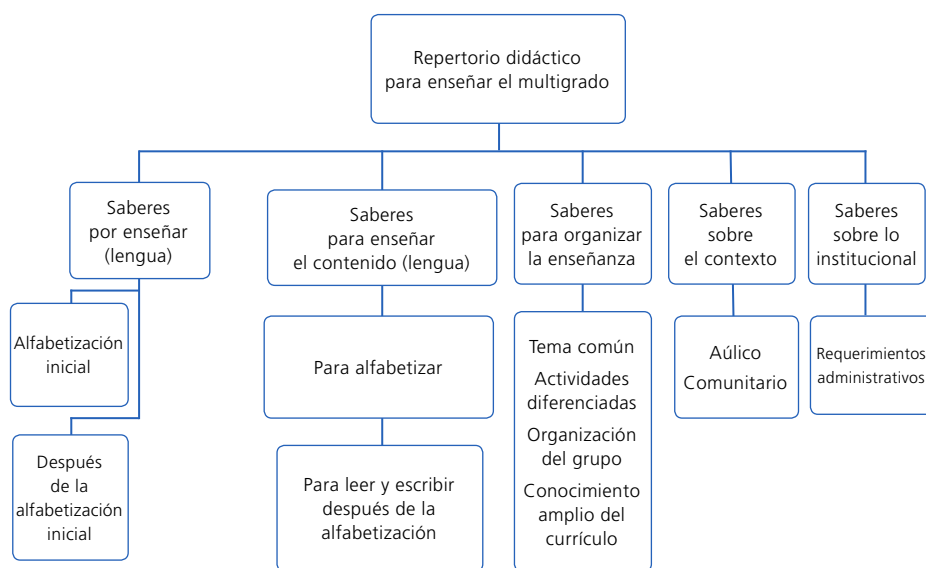 Repertorio didáctico
para enseñar el multigrado
Saberes
por enseñar
(lengua)
Saberes
para enseñar
el contenido (lengua)
Saberes
para organizar
la enseñanza
Saberes
sobre
el contexto
Saberes
sobre lo
institucional
Alfabetización
inicial
Para alfabetizar
Tema común
Actividades
diferenciadas
Organización
del grupo
Conocimiento
amplio del
currículo
Aúlico
Comunitario
Requerimientos
administrativos
Después
de la
alfabetización
inicial
Para leer y escribir
después de la
alfabetización